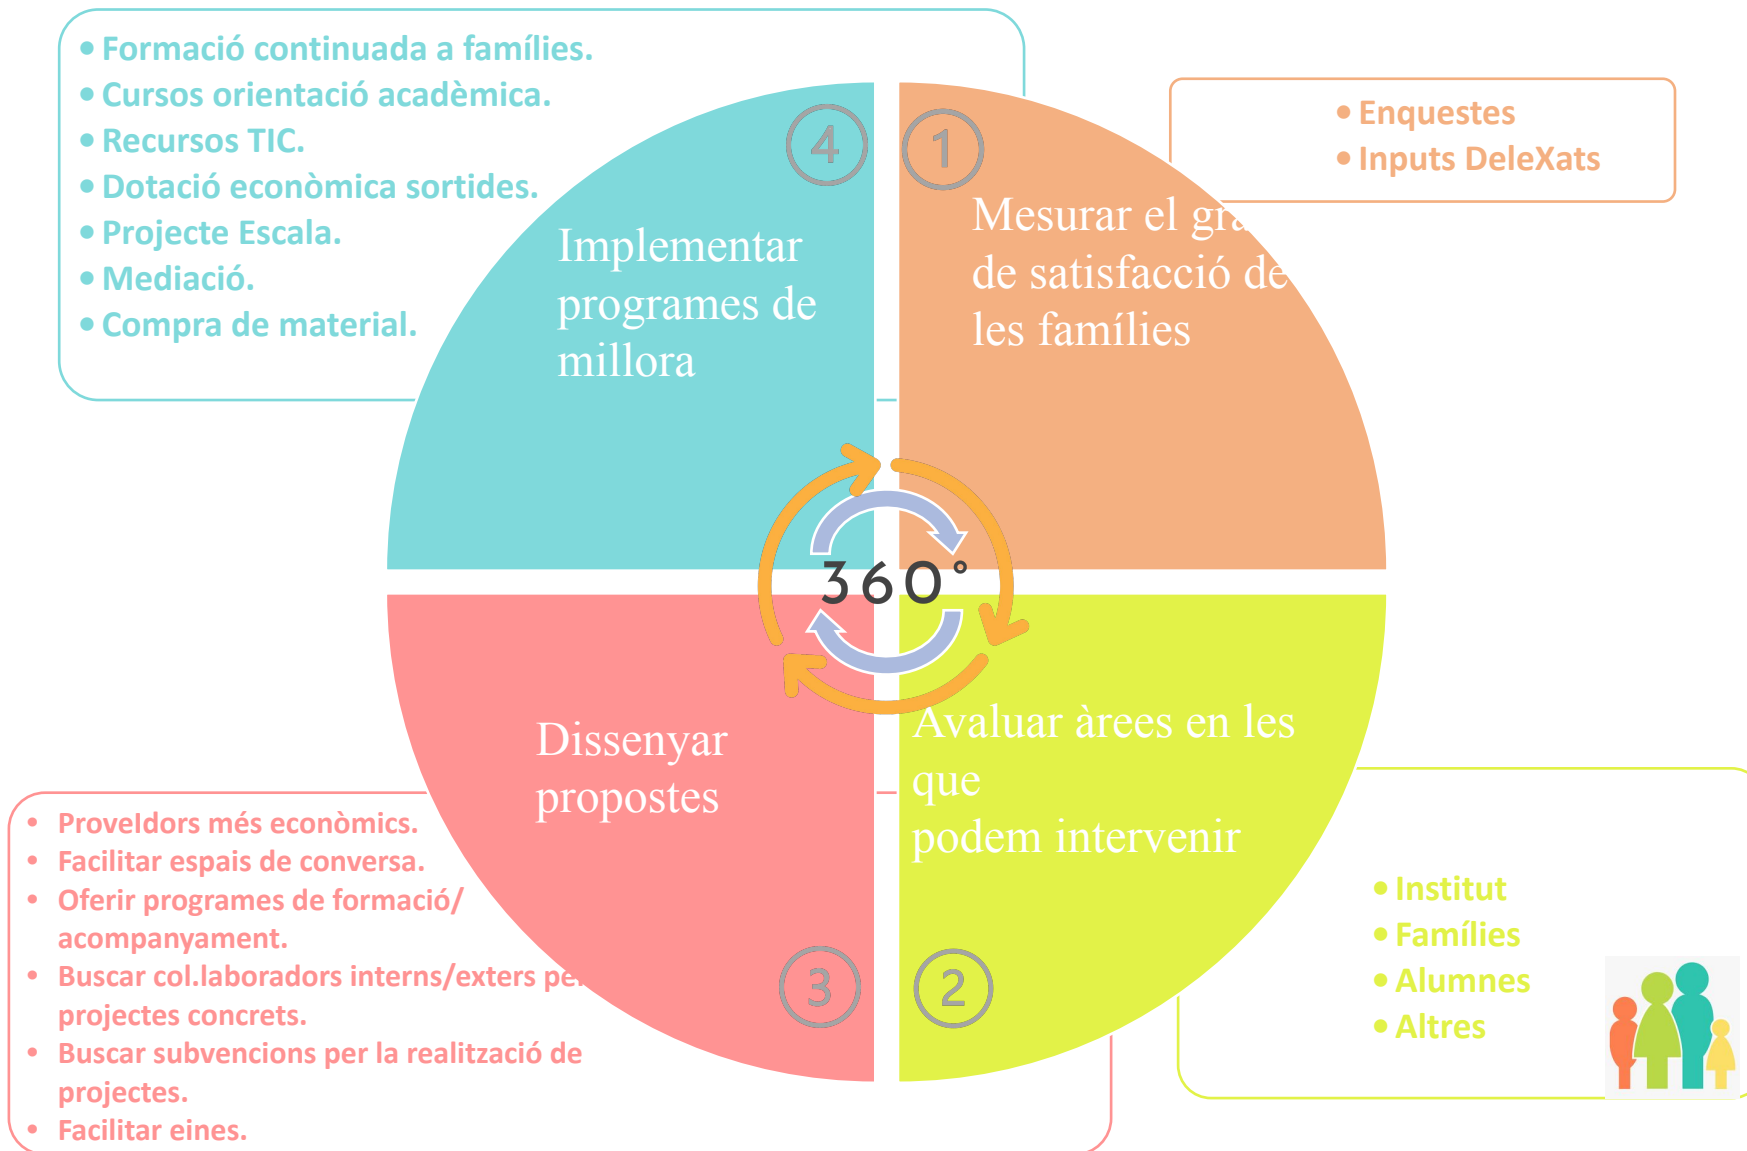 • Formació continuada a famílies.
• Cursos orientació acadèmica.
• Recursos TIC.
• Dotació econòmica sortides.
• Projecte Escala.
• Mediació.
• Compra de material.
4
Implementar
programes de
millora
1
Mesurar el gra
de satisfacció de
les famílies
• Enquestes
• Inputs DeleXats
360°
Dissenyar
propostes
3
Avaluar àrees en les
que
podem intervenir
2
• ProveIdors més econòmics.
• Facilitar espais de conversa.
• Oferir programes de formació/
acompanyament.
• Buscar col.laboradors interns/exters per
projectes concrets.
• Buscar subvencions per la realització de
projectes.
• Facilitar eines.
• Institut
• Famílies
• Alumnes
• Altres